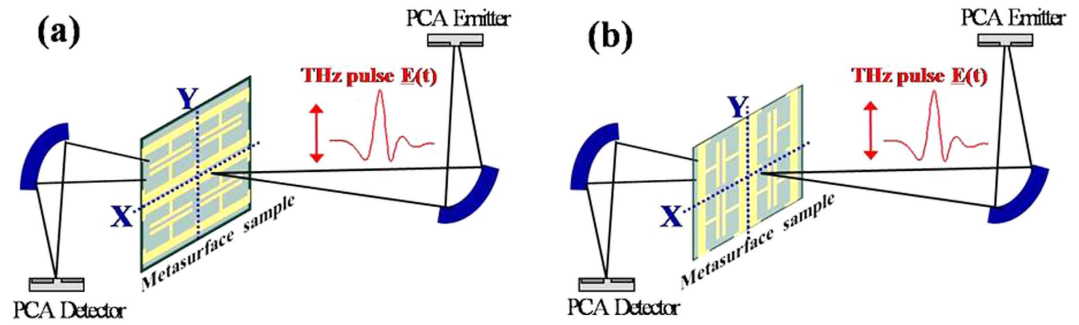 (a)
PCA Emitter
THz pulse E(t)
Y
X
Metasurface sample
PCA Detector
(b)
PCA Emitter
THz pulse E(t)
Y
X
Metasurface sample
PCA Detector